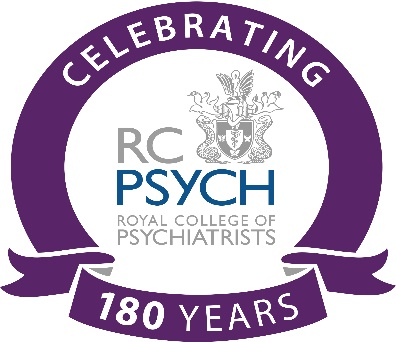 CELEBRATING
RC
PSYCH
ROYAL COLLEGE OF
PSYCHIATRISTS
180 YEARS